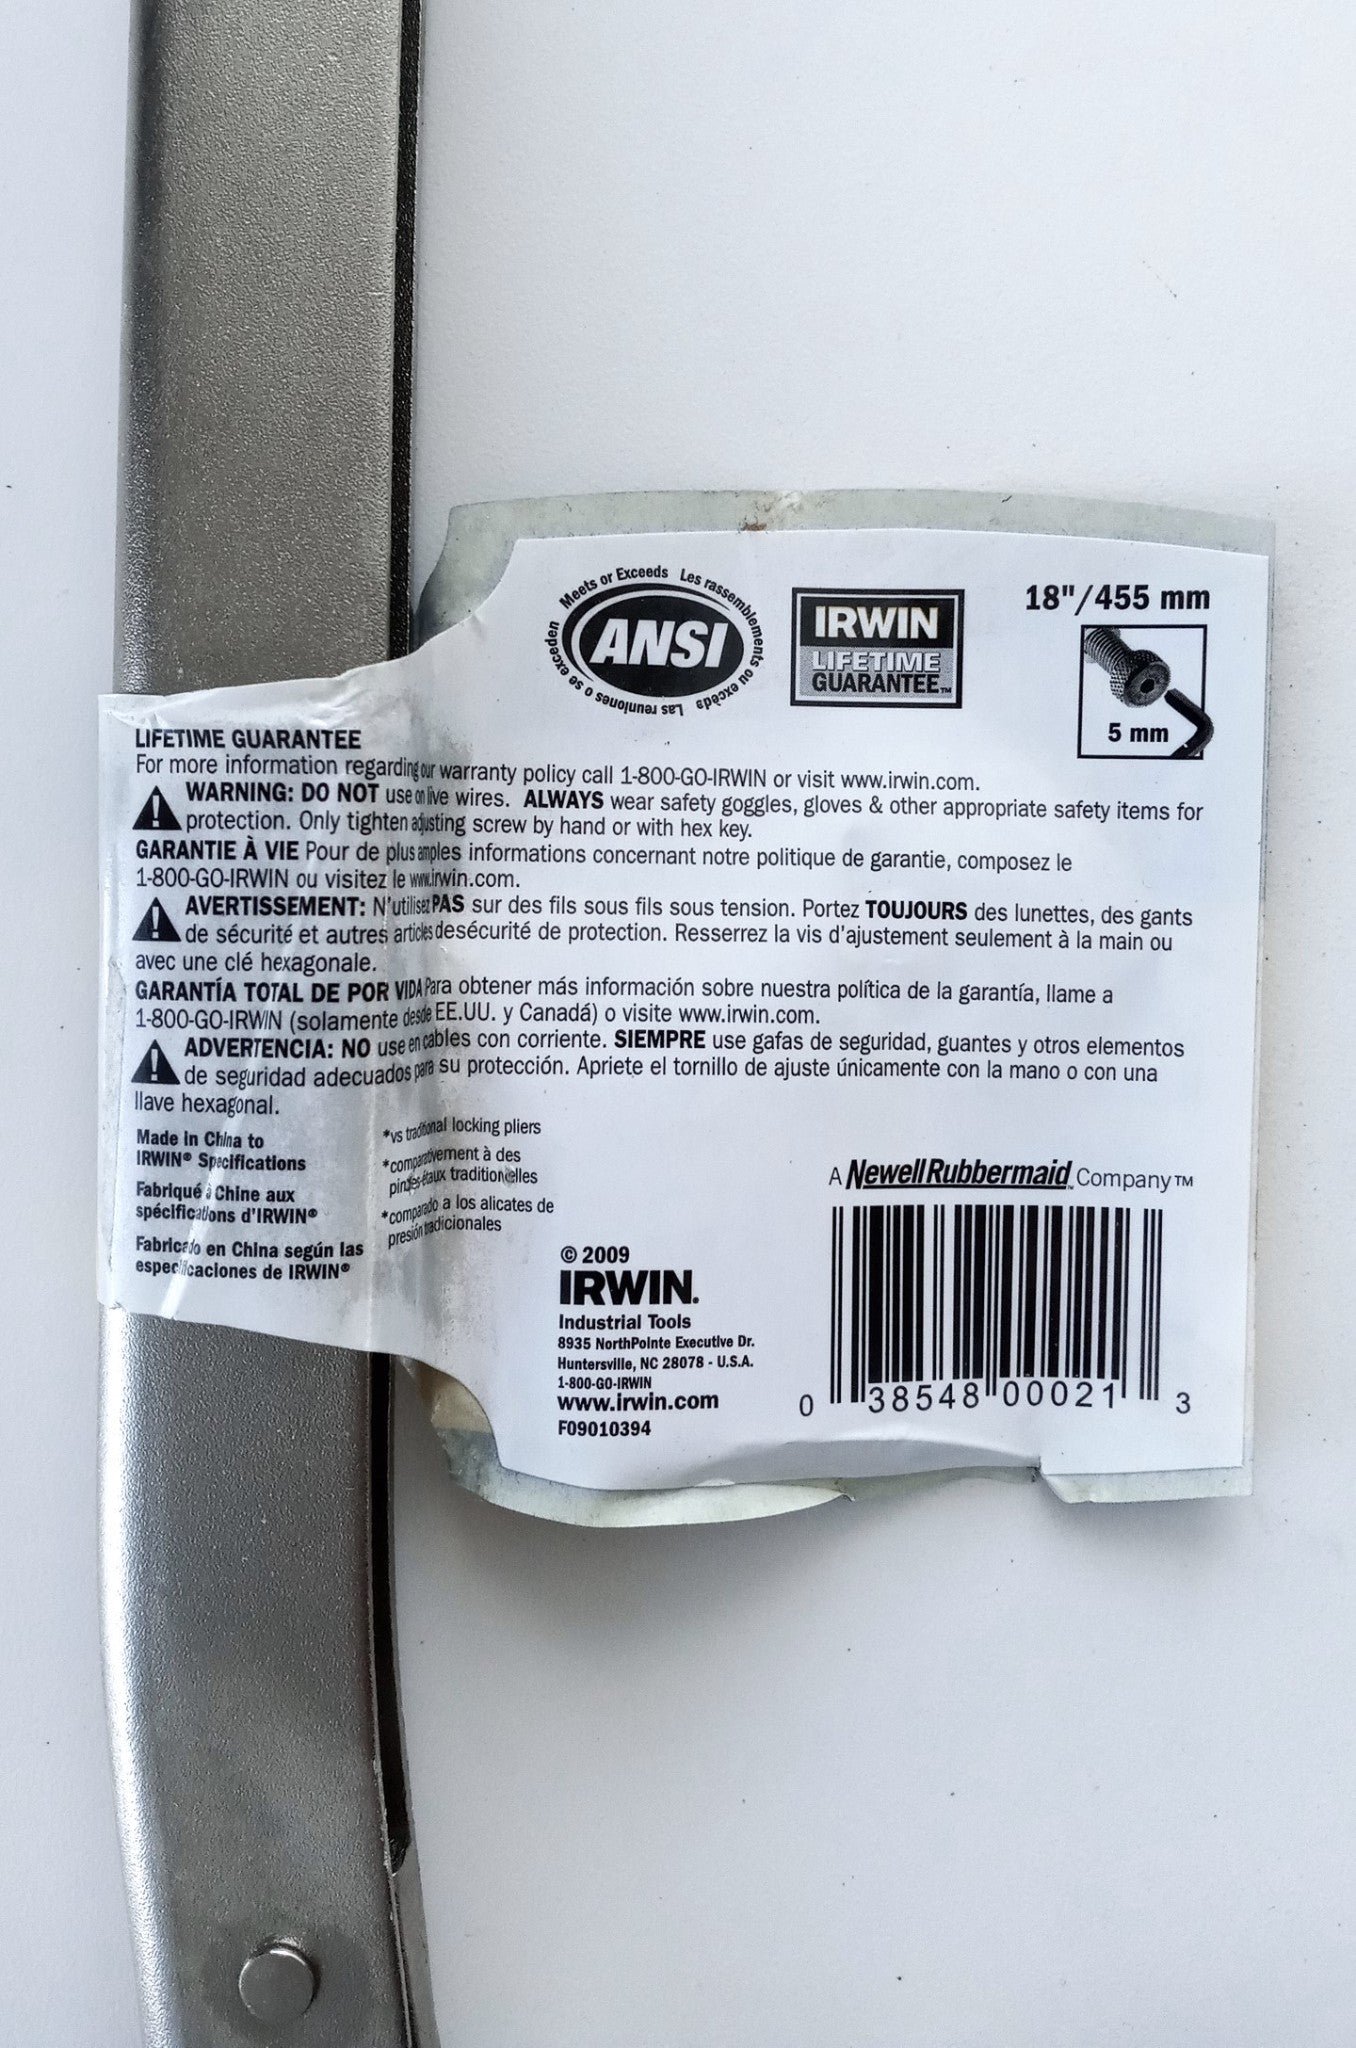 Meets or Exceeds Les rassemblements ou excèda Las reuniones o se exceden
ANSI
IRWIN
LIFETIME
GUARANTEE™
18"/455 mm
5 mm
LIFETIME GUARANTEE
For more information regarding our warranty policy call 1-800-GO-IRWIN or visit www.irwin.com.
WARNING: DO NOT use on live wires. ALWAYS wear safety goggles, gloves & other appropriate safety items for
protection. Only tighten adjusting screw by hand or with hex key.
GARANTIE À VIE Pour de plus amples informations concernant notre politique de garantie, composez le
1-800-GO-IRWIN ou visitez le www.irwin.com.
AVERTISSEMENT: N'utilisez PAS sur des fils sous fils sous tension. Portez TOUJOURS des lunettes, des gants
de sécurité et autres articles desécurité de protection. Resserrez la vis d'ajustement seulement à la main ou
avec une clé hexagonale.
GARANTÍA TOTAL DE POR VIDA Para obtener más información sobre nuestra política de la garantía, llame a
1-800-GO-IRWIN (solamente desde EE.UU. y Canadá) o visite www.irwin.com.
ADVERTENCIA: NO use en cables con corriente. SIEMPRE use gafas de seguridad, guantes y otros elementos
de seguridad adecuados para su protección. Apriete el tornillo de ajuste únicamente con la mano o con una
llave hexagonal.
Made in China to
IRWIN® Specifications
Fabriqué à Chine aux
spécifications d'IRWIN®
Fabricado en China según las
especificaciones de IRWIN®
*vs traditional locking pliers
*comparativement à des
pinces-étaux traditionelles
*comparado a los alicates de
presión tradicionales
© 2009
IRWIN.
Industrial Tools
8935 NorthPointe Executive Dr.
Huntersville, NC 28078 - U.S.A.
1-800-GO-IRWIN
www.irwin.com
F09010394
A NewellRubbermaid Company™
0 38548 00021 3